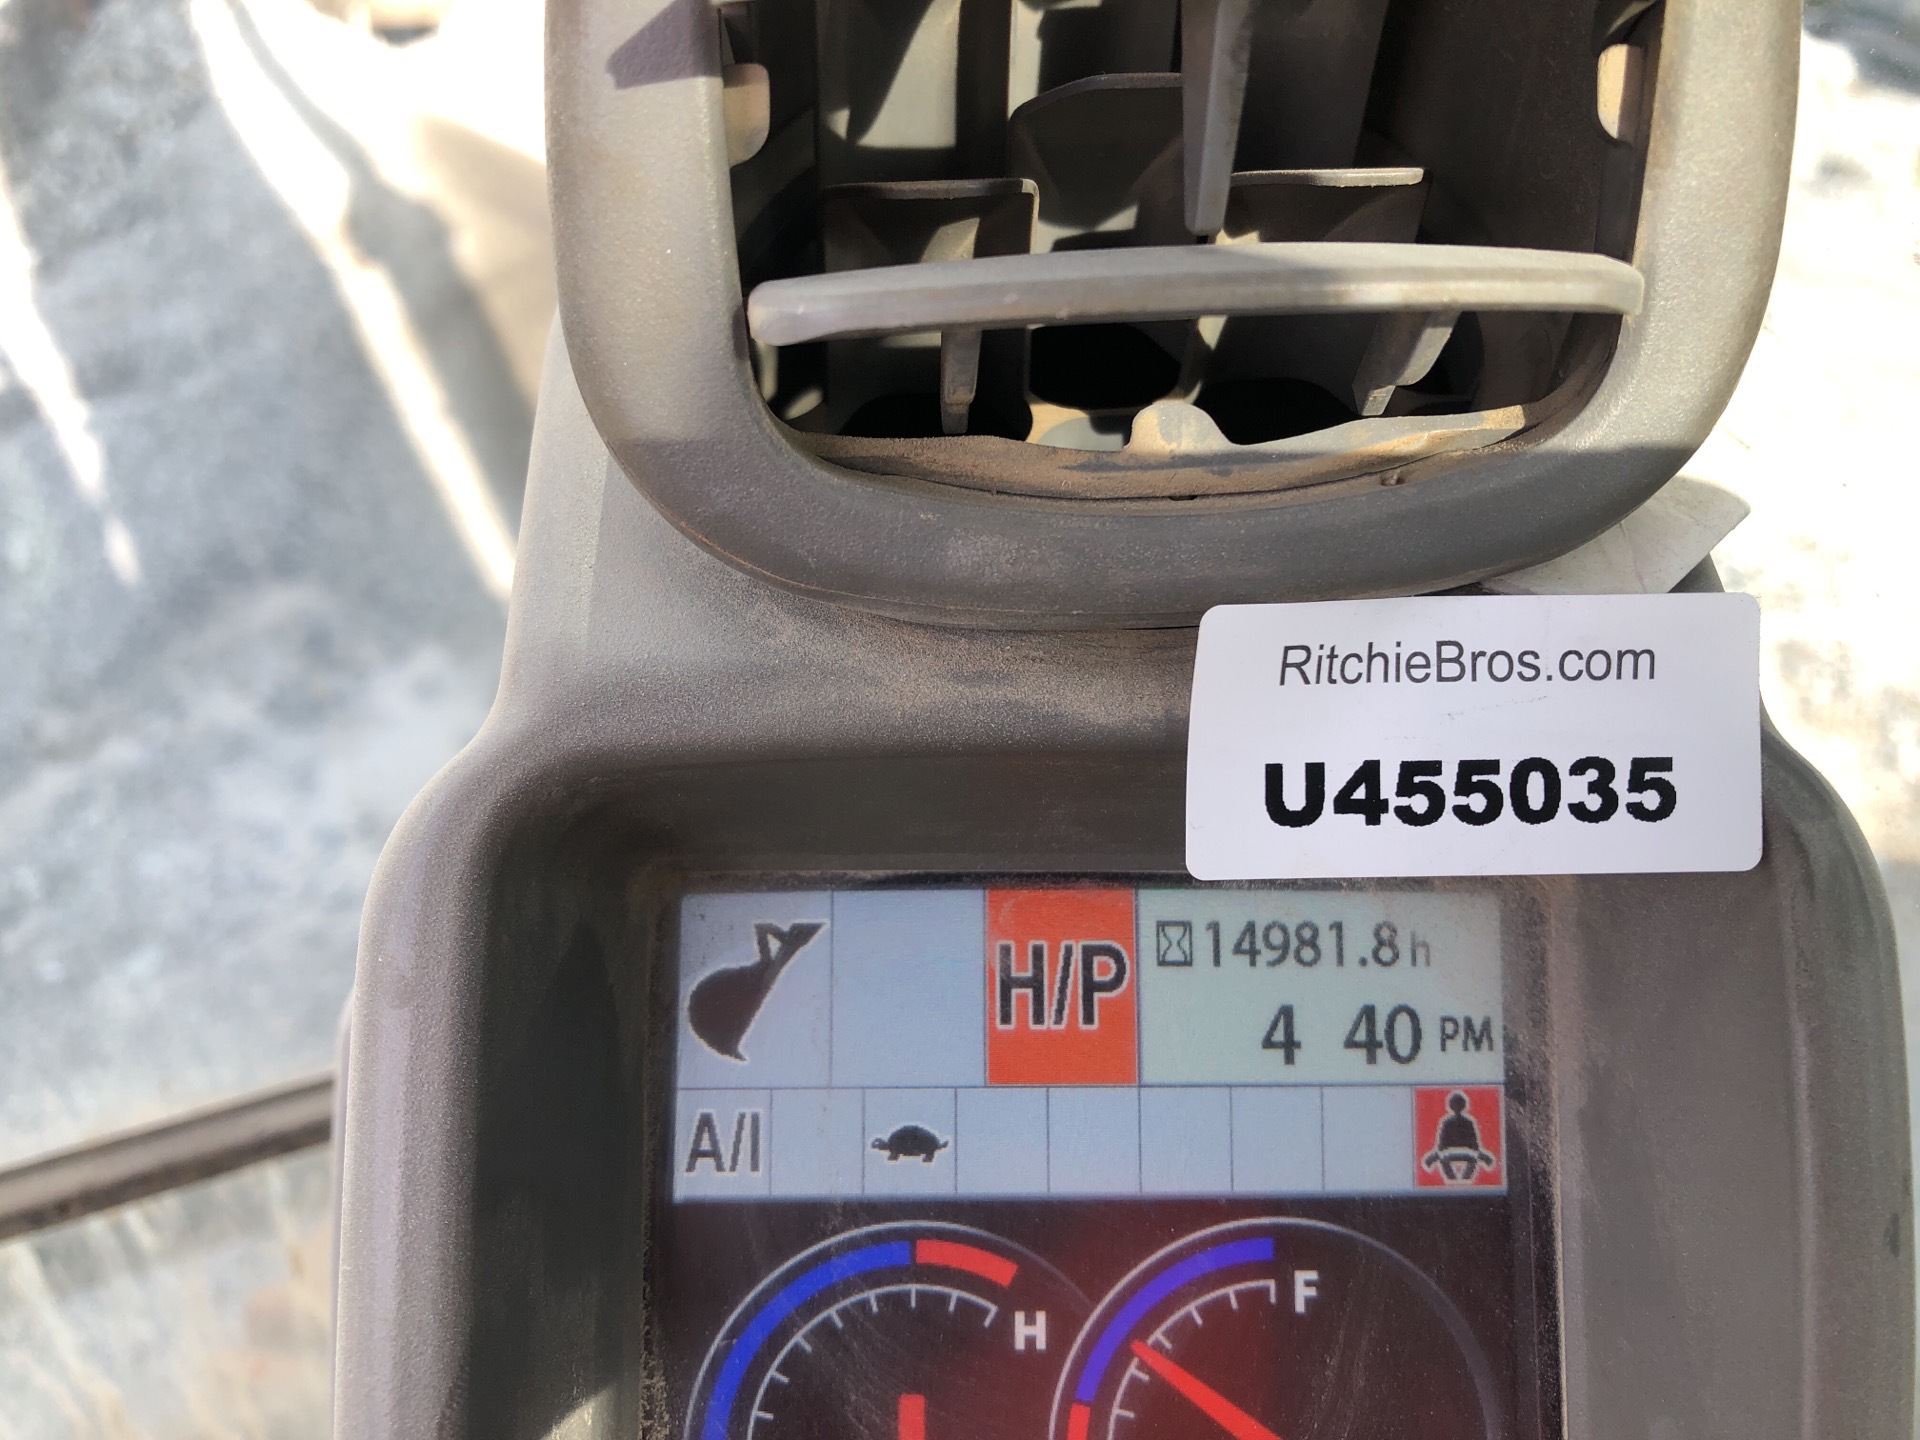 RitchieBros.com
U455035
H/P
14981.8 h
4 40 PM
A/I
H
F